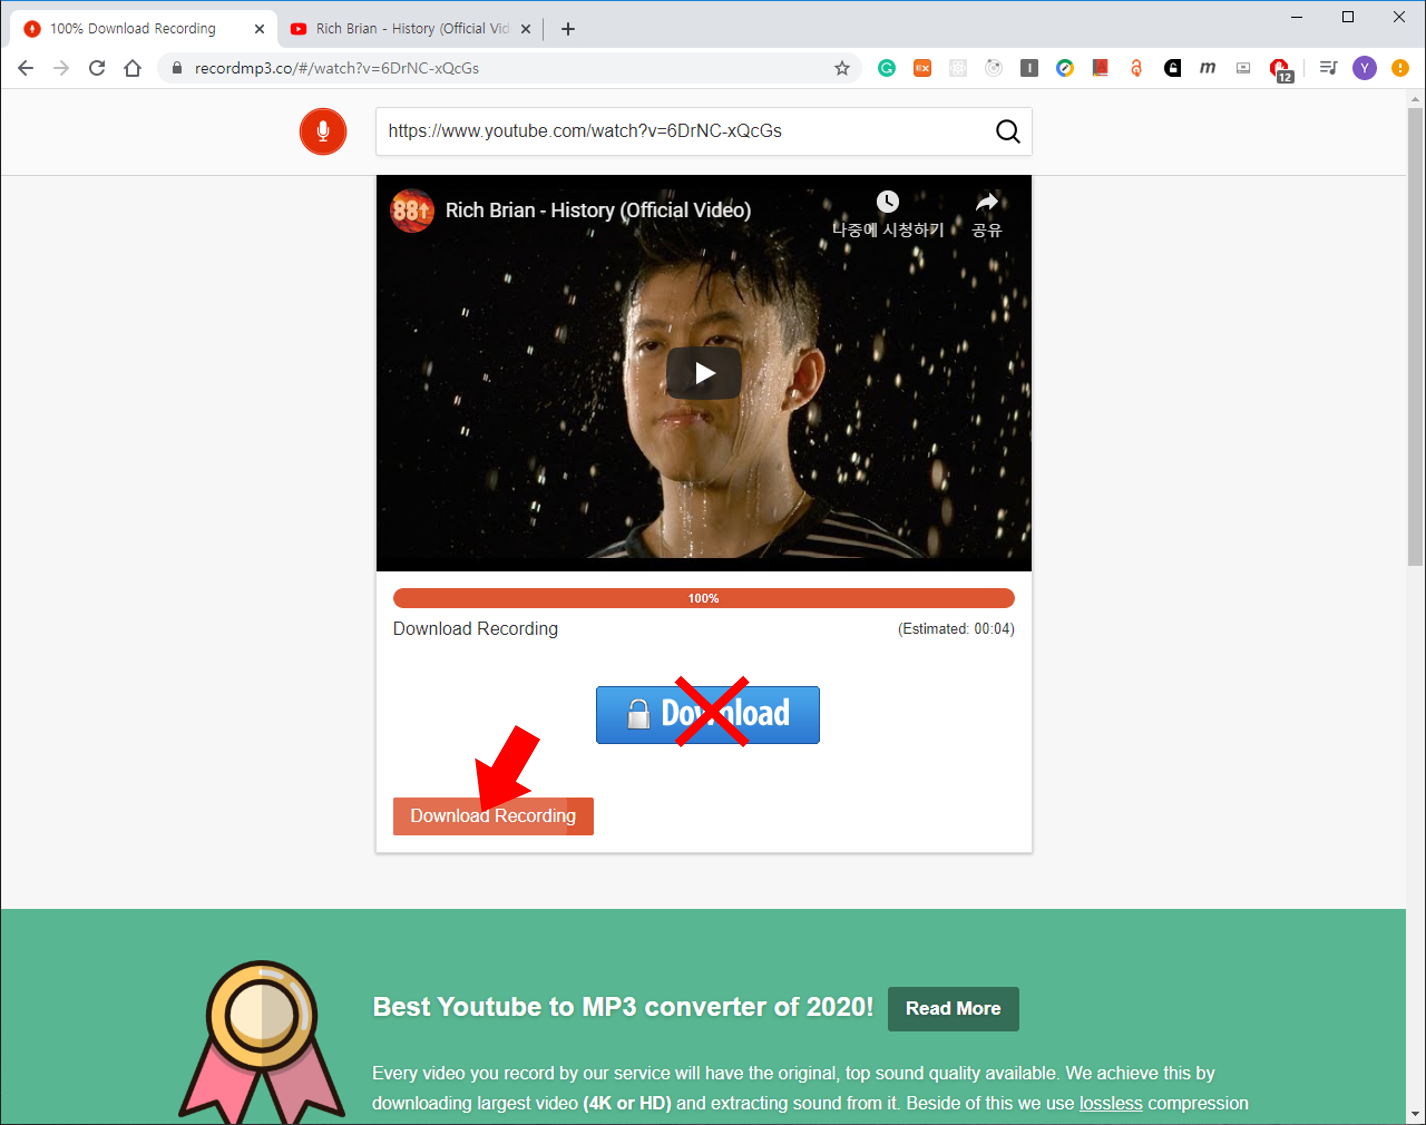 100% Download Recording
Rich Brian - History (Official Vid
recordmp3.co/#/watch?v=6DrNC-xQcGs
12
Y
https://www.youtube.com/watch?v=6DrNC-xQcGs
88↑
Rich Brian - History (Official Video)
나중에 시청하기
공유
100%
Download Recording
(Estimated: 00:04)
Download
Download Recording
Best Youtube to MP3 converter of 2020!
Read More
Every video you record by our service will have the original, top sound quality available. We achieve this by
downloading largest video (4K or HD) and extracting sound from it. Beside of this we use lossless compression